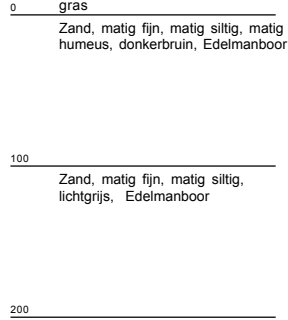 0 gras
Zand, matig fijn, matig siltig, matig
humeus, donkerbruin, Edelmanboor
100
Zand, matig fijn, matig siltig,
lichtgrijs, Edelmanboor
200